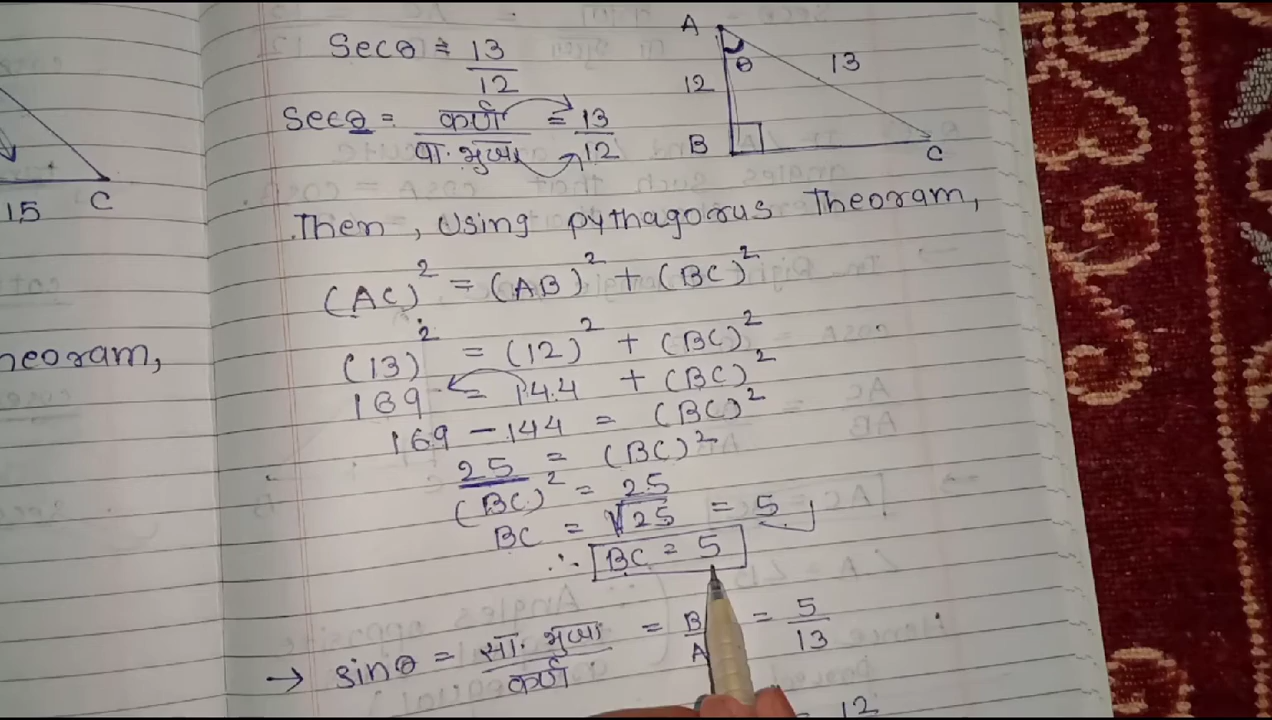 Secθ = 13/12
A
θ
13
12
B
C
Secθ = कर्ण/पा. भुजा = 13/12
15
C
Then, Using pythagorus Theoram,
(AC)² = (AB)² + (BC)²
(13)² = (12)² + (BC)²
heoram,
169 = 144 + (BC)²
169 - 144 = (BC)²
25 = (BC)²
(BC)² = 25
BC = √25 = 5
∴ BC = 5
→ sinθ = सा. भुजा/कर्ण = B/A = 5/13
= 12